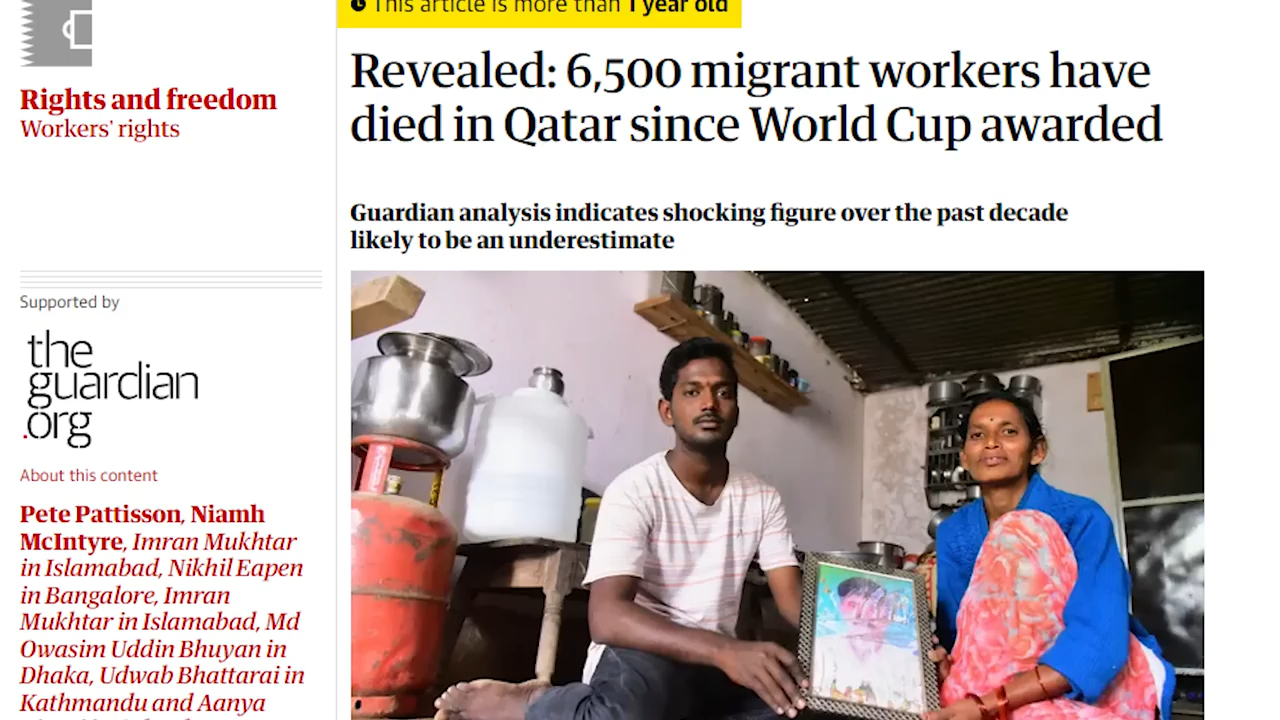 This article is more than 1 year old
Revealed: 6,500 migrant workers have
died in Qatar since World Cup awarded
Rights and freedom
Workers' rights
Guardian analysis indicates shocking figure over the past decade
likely to be an underestimate
Supported by
the
guardian
.org
About this content
Pete Pattisson, Niamh
McIntyre, Imran Mukhtar
in Islamabad, Nikhil Eapen
in Bangalore, Imran
Mukhtar in Islamabad, Md
Owasim Uddin Bhuyan in
Dhaka, Udwab Bhattarai in
Kathmandu and Aanya